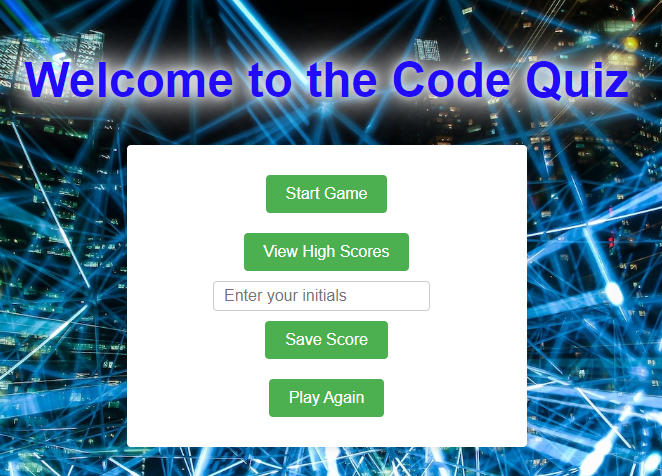 Welcome to the Code Quiz
Start Game
View High Scores
Enter your initials
Save Score
Play Again